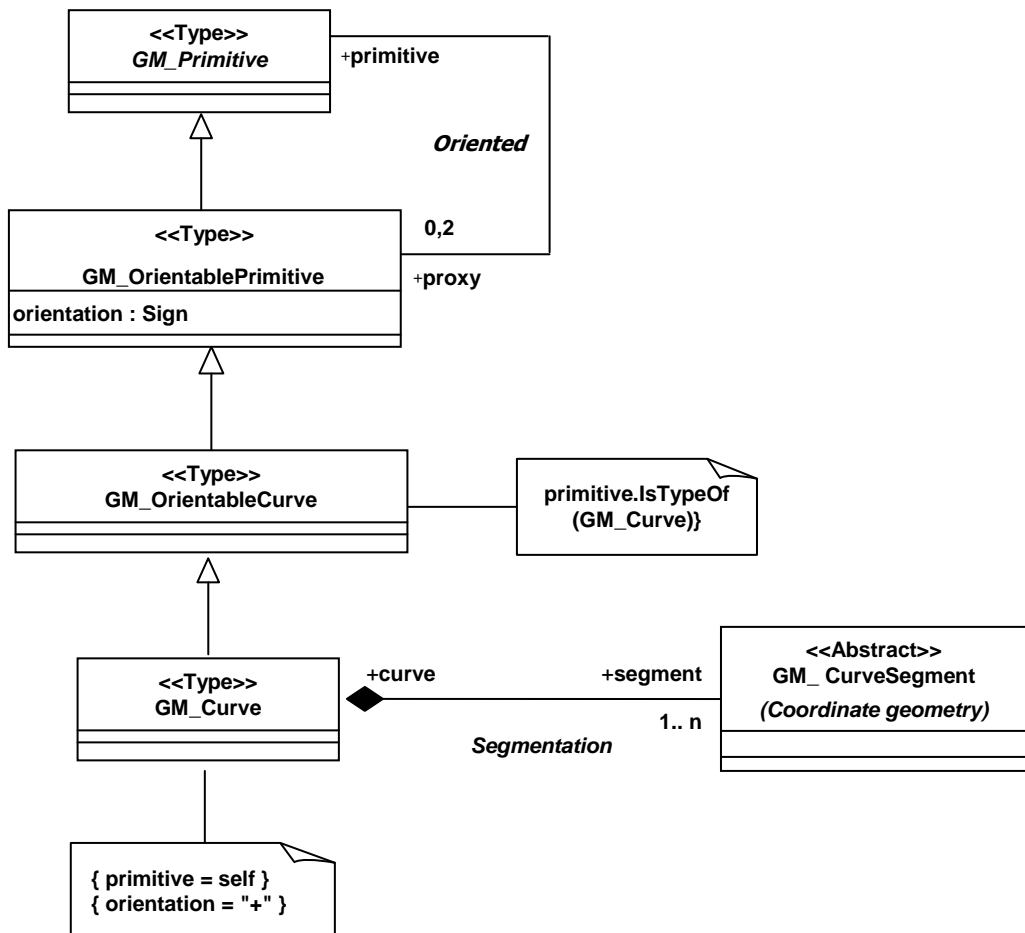 <<Type>>
GM_Primitive
+primitive
Oriented
<<Type>>
GM_OrientablePrimitive
0,2
+proxy
orientation : Sign
<<Type>>
GM_OrientableCurve
primitive.IsTypeOf
(GM_Curve)}
<<Type>>
GM_Curve
+curve
+segment
1.. n
Segmentation
<<Abstract>>
GM_ CurveSegment
(Coordinate geometry)
{ primitive = self }
{ orientation = "+" }